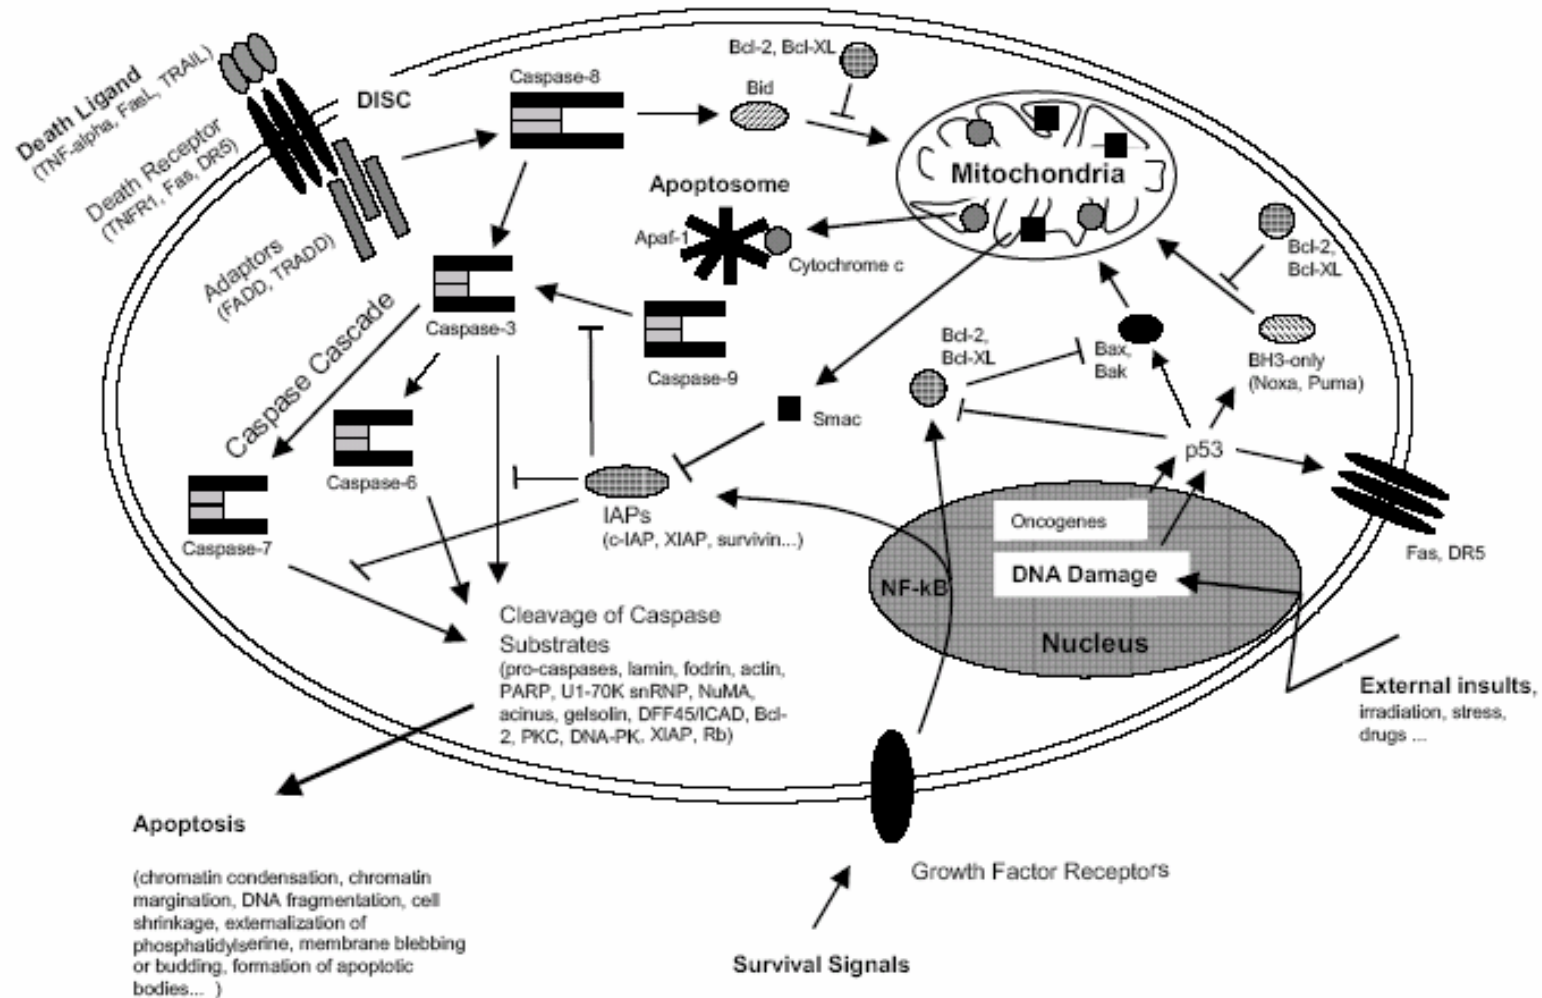 Death Ligand
(TNF-alpha, FasL, TRAIL)
Death Receptor
(TNFR1, Fas, DR5)
Adaptors
(FADD, TRADD)
DISC
Caspase-8
Bcl-2, Bcl-XL
Bid
Mitochondria
Apoptosome
Apaf-1
Cytochrome c
Bcl-2,
Bcl-XL
Caspase-3
Caspase-9
Caspase Cascade
Bcl-2,
Bcl-XL
Bax,
Bak
BH3-only
(Noxa, Puma)
Smac
p53
Caspase-6
Caspase-7
IAPs
(c-IAP, XIAP, survivin...)
Oncogenes
DNA Damage
NF-kB
Nucleus
Fas, DR5
Cleavage of Caspase
Substrates
(pro-caspases, lamin, fodrin, actin,
PARP, U1-70K snRNP, NuMA,
acinus, gelsolin, DFF45/ICAD, Bcl-
2, PKC, DNA-PK. XIAP, Rb)
External insults,
irradiation, stress,
drugs ...
Apoptosis
(chromatin condensation, chromatin
margination, DNA fragmentation, cell
shrinkage, externalization of
phosphatidylserine, membrane blebbing
or budding, formation of apoptotic
bodies... )
Growth Factor Receptors
Survival Signals